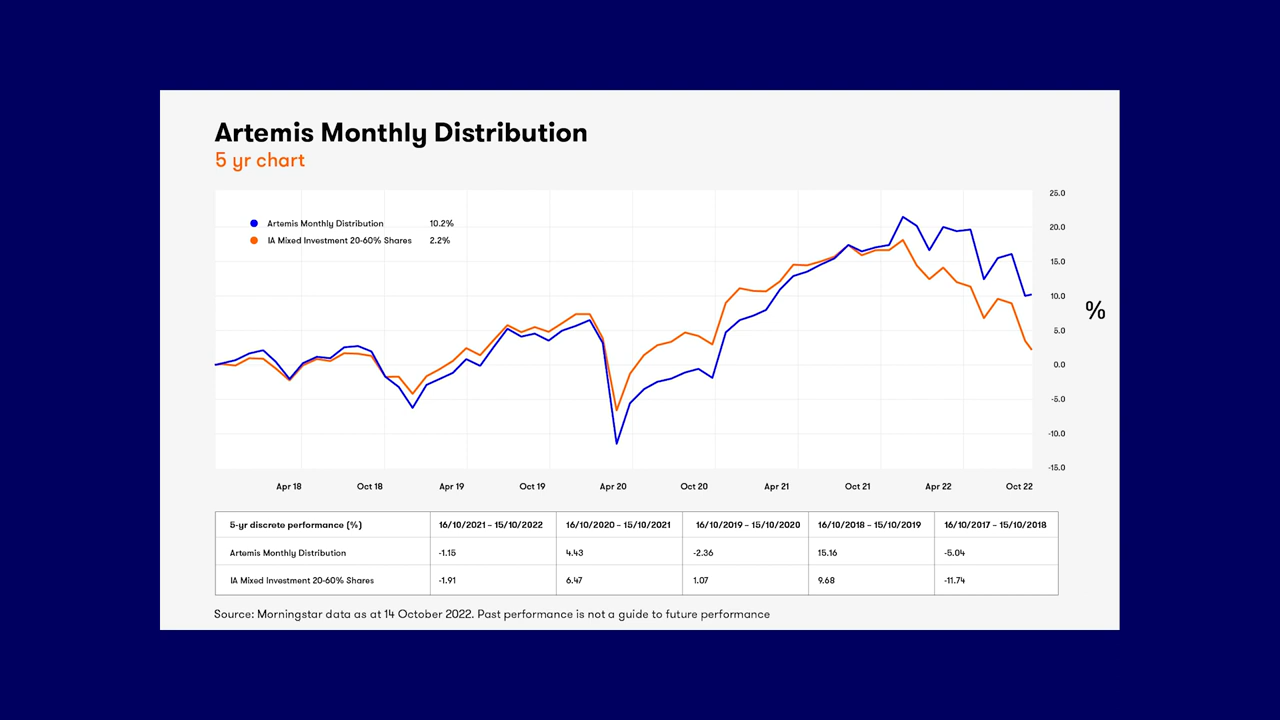 Artemis Monthly Distribution
5 yr chart
25.0
Artemis Monthly Distribution 10.2%
20.0
IA Mixed Investment 20-60% Shares 2.2%
15.0
10.0
%
5.0
0.0
-5.0
-10.0
-15.0
Apr 18 Oct 18 Apr 19 Oct 19 Apr 20 Oct 20 Apr 21 Oct 21 Apr 22 Oct 22
5-yr discrete performance (%) 16/10/2021 – 15/10/2022 16/10/2020 – 15/10/2021 16/10/2019 – 15/10/2020 16/10/2018 – 15/10/2019 16/10/2017 – 15/10/2018
Artemis Monthly Distribution -1.15 4.43 -2.36 15.16 -5.04
IA Mixed Investment 20-60% Shares -1.91 6.47 1.07 9.68 -11.74
Source: Morningstar data as at 14 October 2022. Past performance is not a guide to future performance